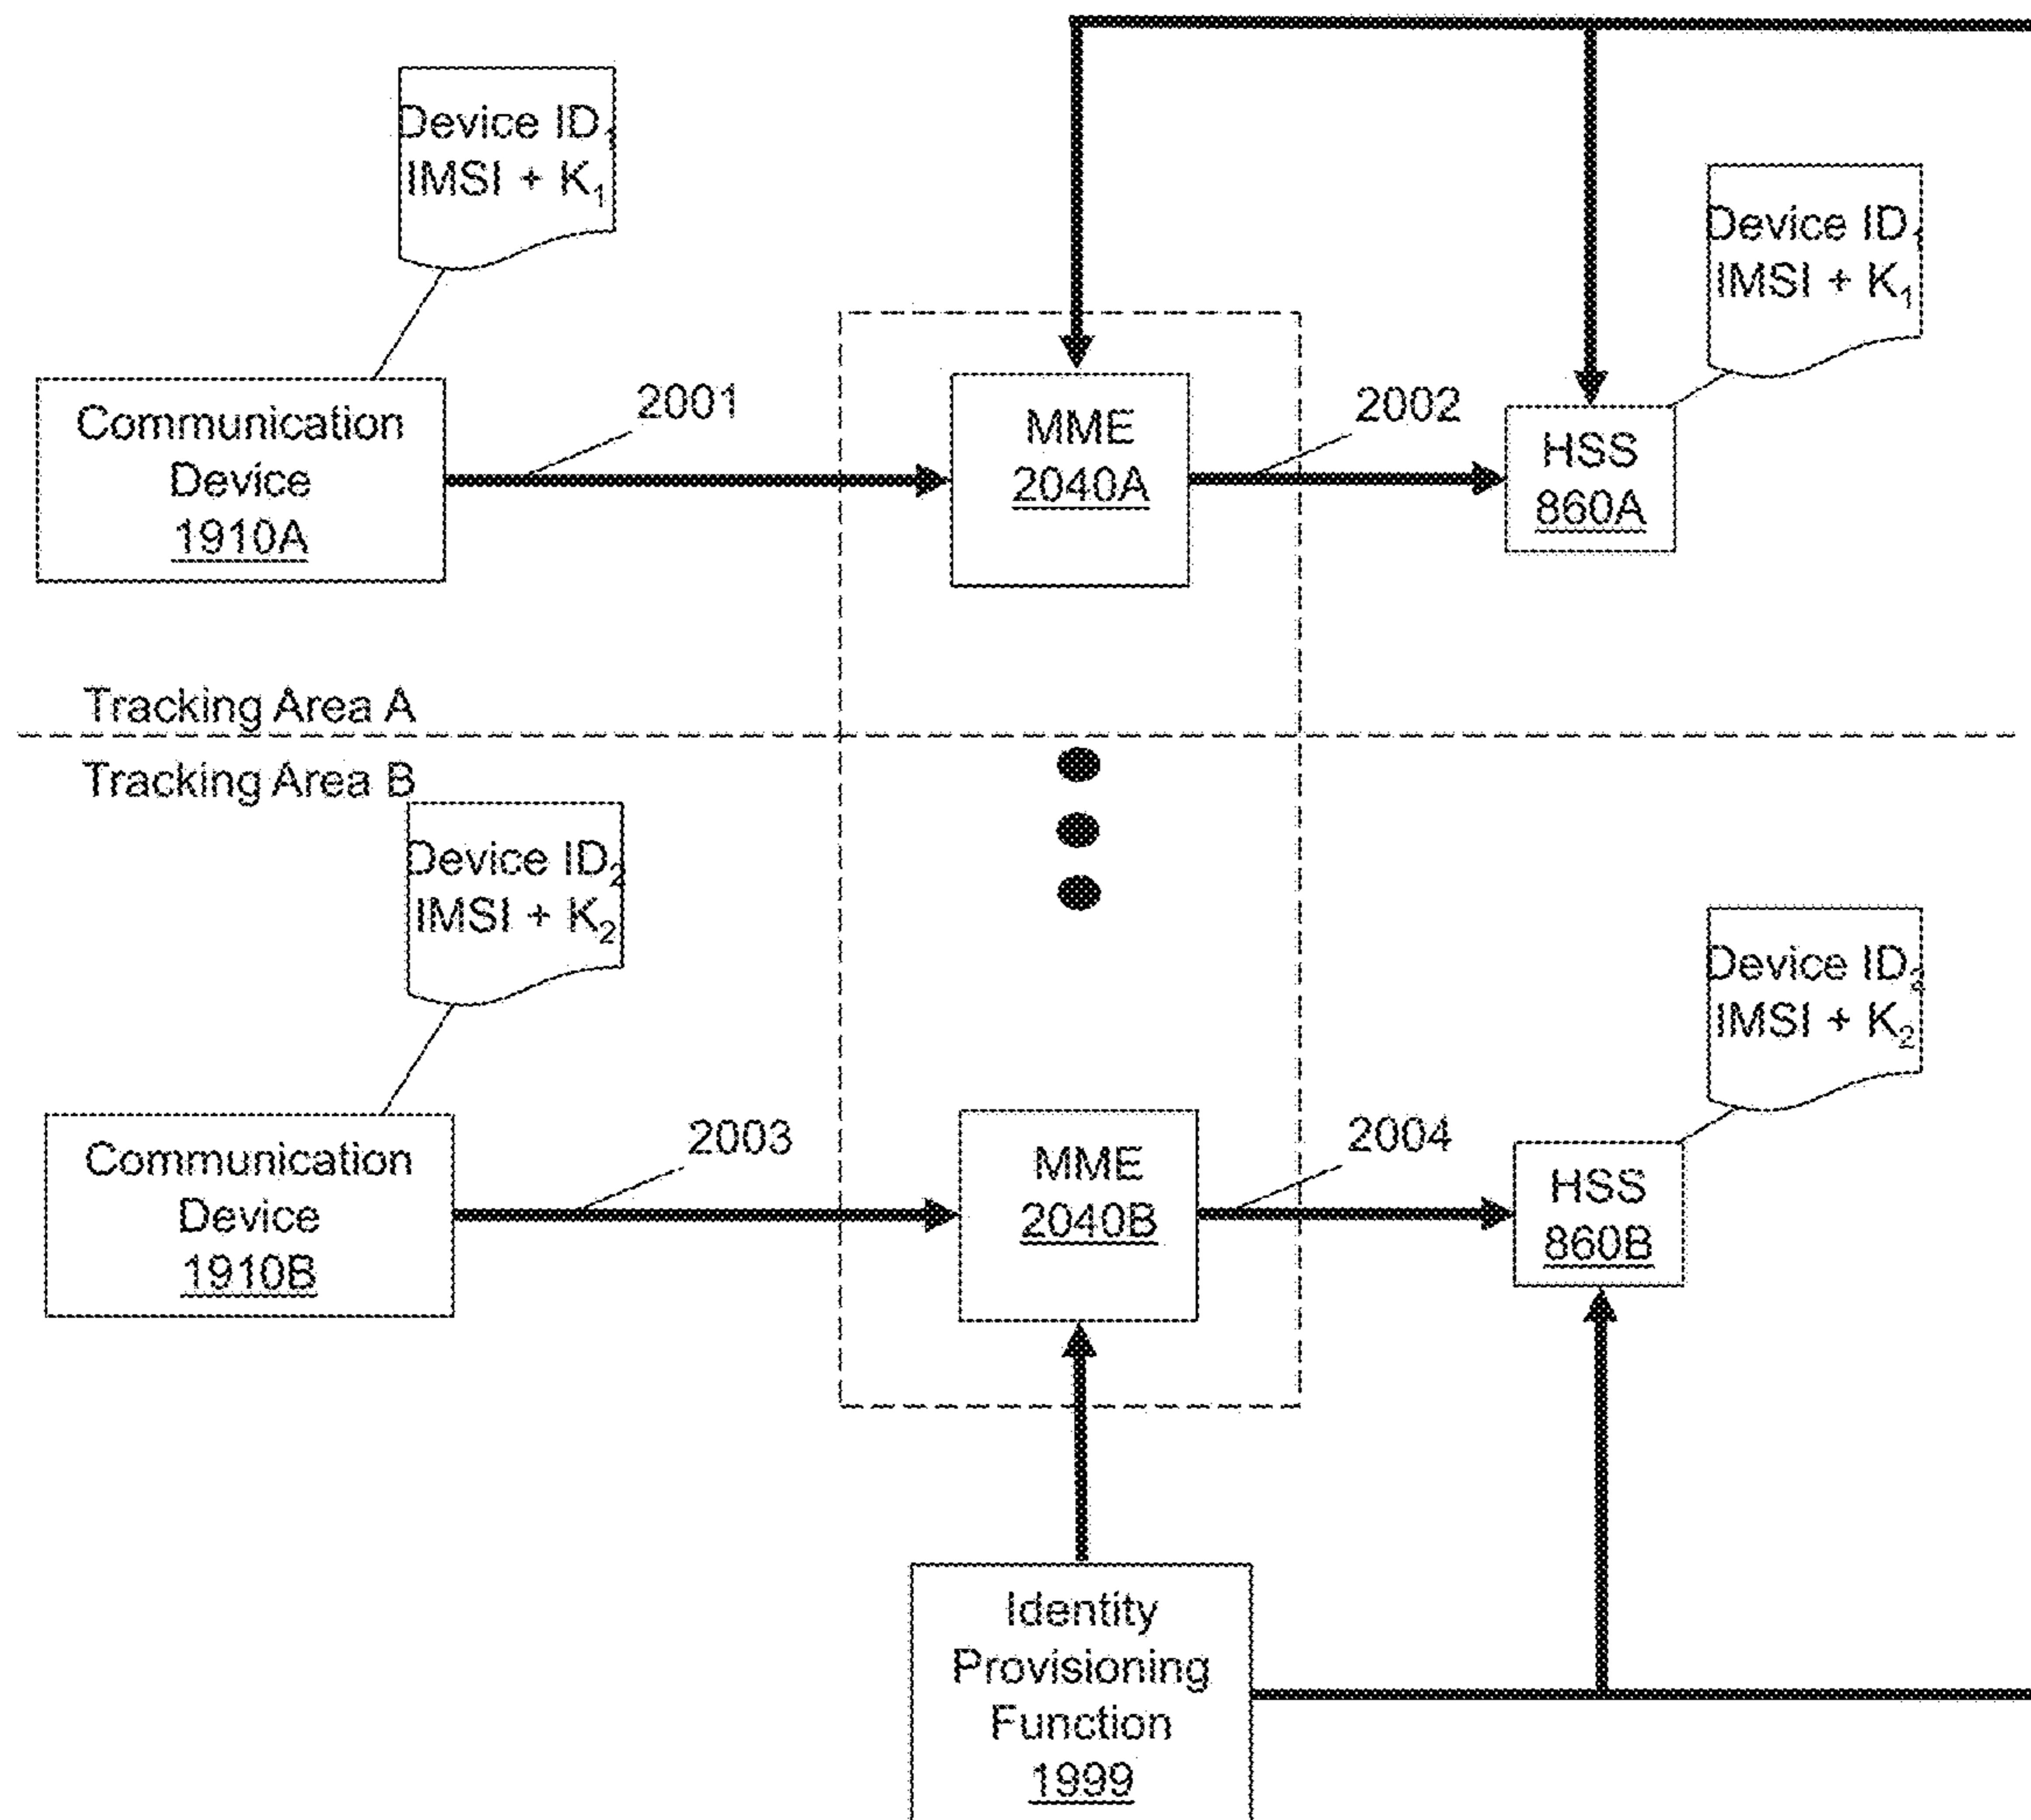 Device ID₁
IMSI + K₁
Device ID₁
IMSI + K₁
Communication
Device
1910A
2001
MME
2040A
2002
HSS
860A
Tracking Area A
Tracking Area B
Device ID₂
IMSI + K₂
Device ID₂
IMSI + K₂
Communication
Device
1910B
2003
MME
2040B
2004
HSS
860B
Identity
Provisioning
Function
1999